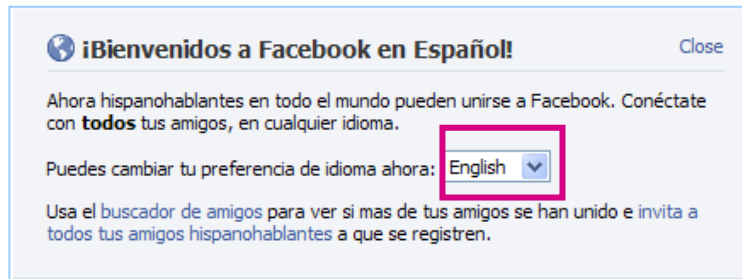 ¡Bienvenidos a Facebook en Español! Close
Ahora hispanohablantes en todo el mundo pueden unirse a Facebook. Conéctate
con todos tus amigos, en cualquier idioma.
Puedes cambiar tu preferencia de idioma ahora: English
Usa el buscador de amigos para ver si mas de tus amigos se han unido e invita a
todos tus amigos hispanohablantes a que se registren.